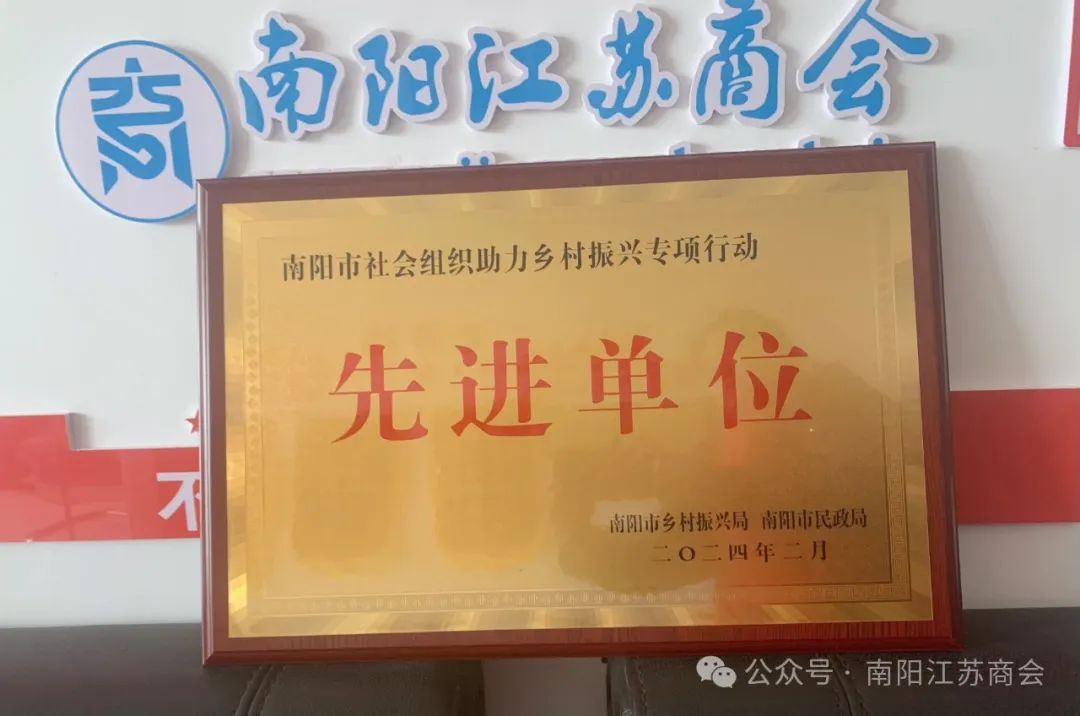 南阳江苏商会
南阳市社会组织助力乡村振兴专项行动
先进单位
南阳市乡村振兴局 南阳市民政局
二〇二四年二月
公众号·南阳江苏商会